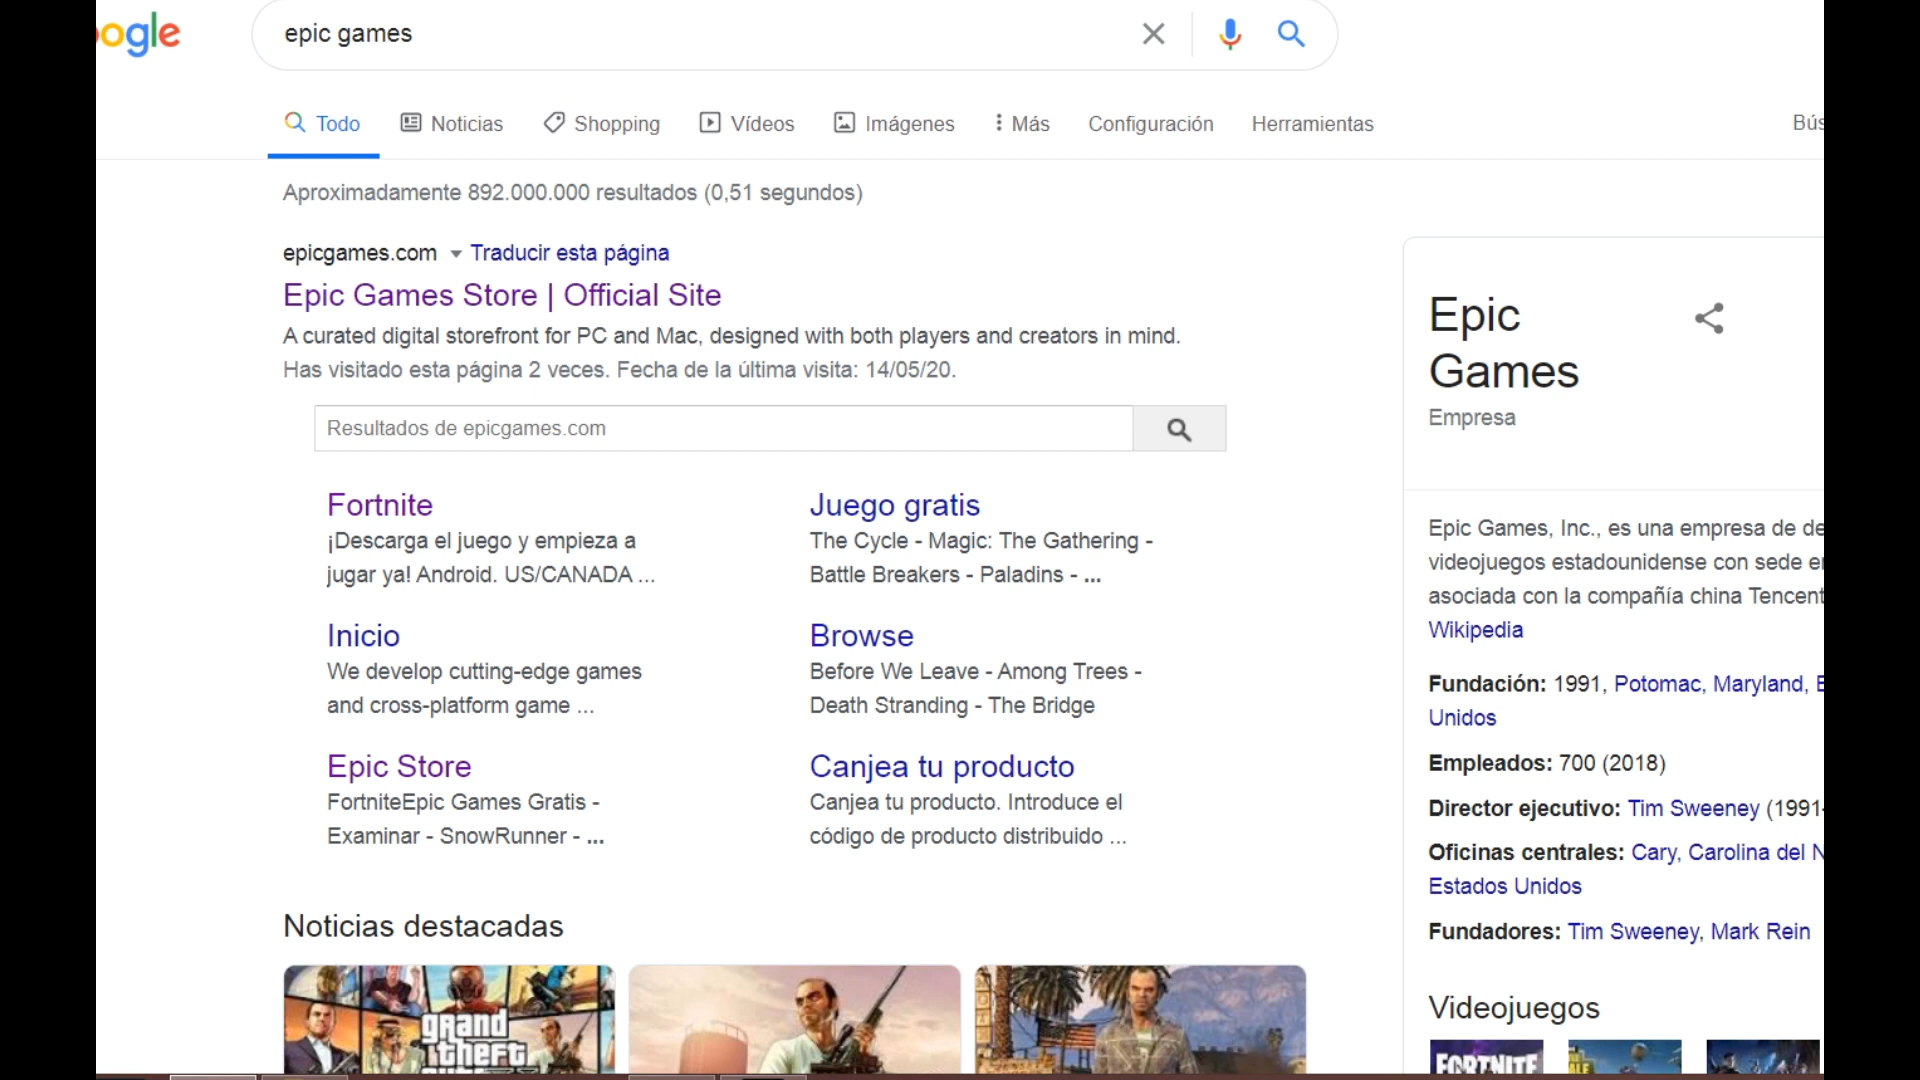 ogle
epic games
Todo
Noticias
Shopping
Vídeos
Imágenes
Más
Configuración
Herramientas
Aproximadamente 892.000.000 resultados (0,51 segundos)
epicgames.com
Traducir esta página
Epic Games Store | Official Site
A curated digital storefront for PC and Mac, designed with both players and creators in mind.
Has visitado esta página 2 veces. Fecha de la última visita: 14/05/20.
Resultados de epicgames.com
Fortnite
¡Descarga el juego y empieza a
jugar ya! Android. US/CANADA ...
Juego gratis
The Cycle - Magic: The Gathering -
Battle Breakers - Paladins - ...
Inicio
We develop cutting-edge games
and cross-platform game ...
Browse
Before We Leave - Among Trees -
Death Stranding - The Bridge
Epic Store
FortniteEpic Games Gratis -
Examinar - SnowRunner - ...
Canjea tu producto
Canjea tu producto. Introduce el
código de producto distribuido ...
Noticias destacadas
grand
theft
Epic
Games
Empresa
Epic Games, Inc., es una empresa de
videojuegos estadounidense con sede
asociada con la compañía china Tencent
Wikipedia
Fundación: 1991, Potomac, Maryland,
Unidos
Empleados: 700 (2018)
Director ejecutivo: Tim Sweeney (1991-
Oficinas centrales: Cary, Carolina del
Estados Unidos
Fundadores: Tim Sweeney, Mark Rein
Videojuegos
FORTNITE